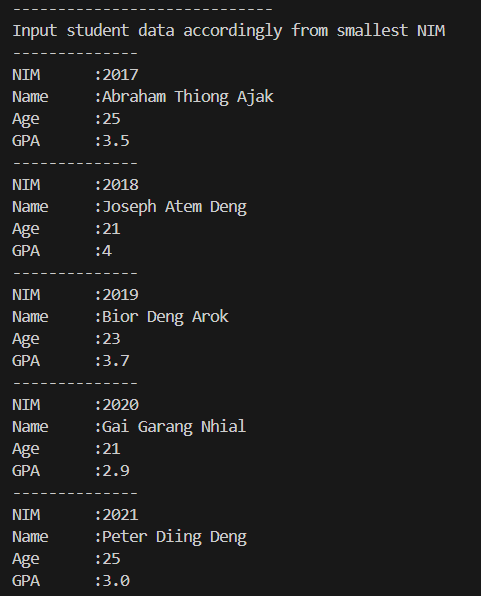 -----------------------------
Input student data accordingly from smallest NIM
--------------
NIM      :2017
Name     :Abraham Thiong Ajak
Age      :25
GPA      :3.5
--------------
NIM      :2018
Name     :Joseph Atem Deng
Age      :21
GPA      :4
--------------
NIM      :2019
Name     :Bior Deng Arok
Age      :23
GPA      :3.7
--------------
NIM      :2020
Name     :Gai Garang Nhial
Age      :21
GPA      :2.9
--------------
NIM      :2021
Name     :Peter Diing Deng
Age      :25
GPA      :3.0